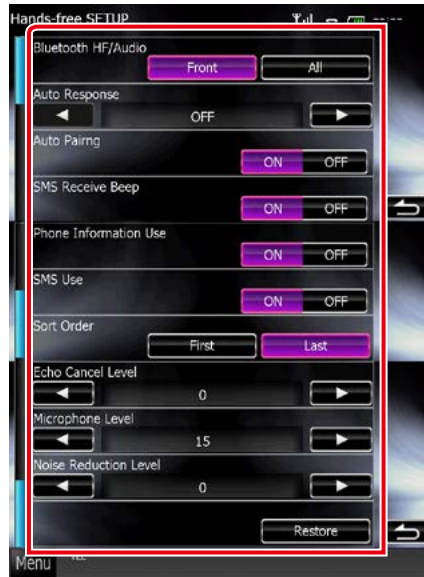 Hands-free SETUP
Bluetooth HF/Audio
Front All
Auto Response
OFF
Auto Pairng
ON OFF
SMS Receive Beep
ON OFF
Phone Information Use
ON OFF
SMS Use
ON OFF
Sort Order
First Last
Echo Cancel Level
0
Microphone Level
15
Noise Reduction Level
0
Restore
Menu